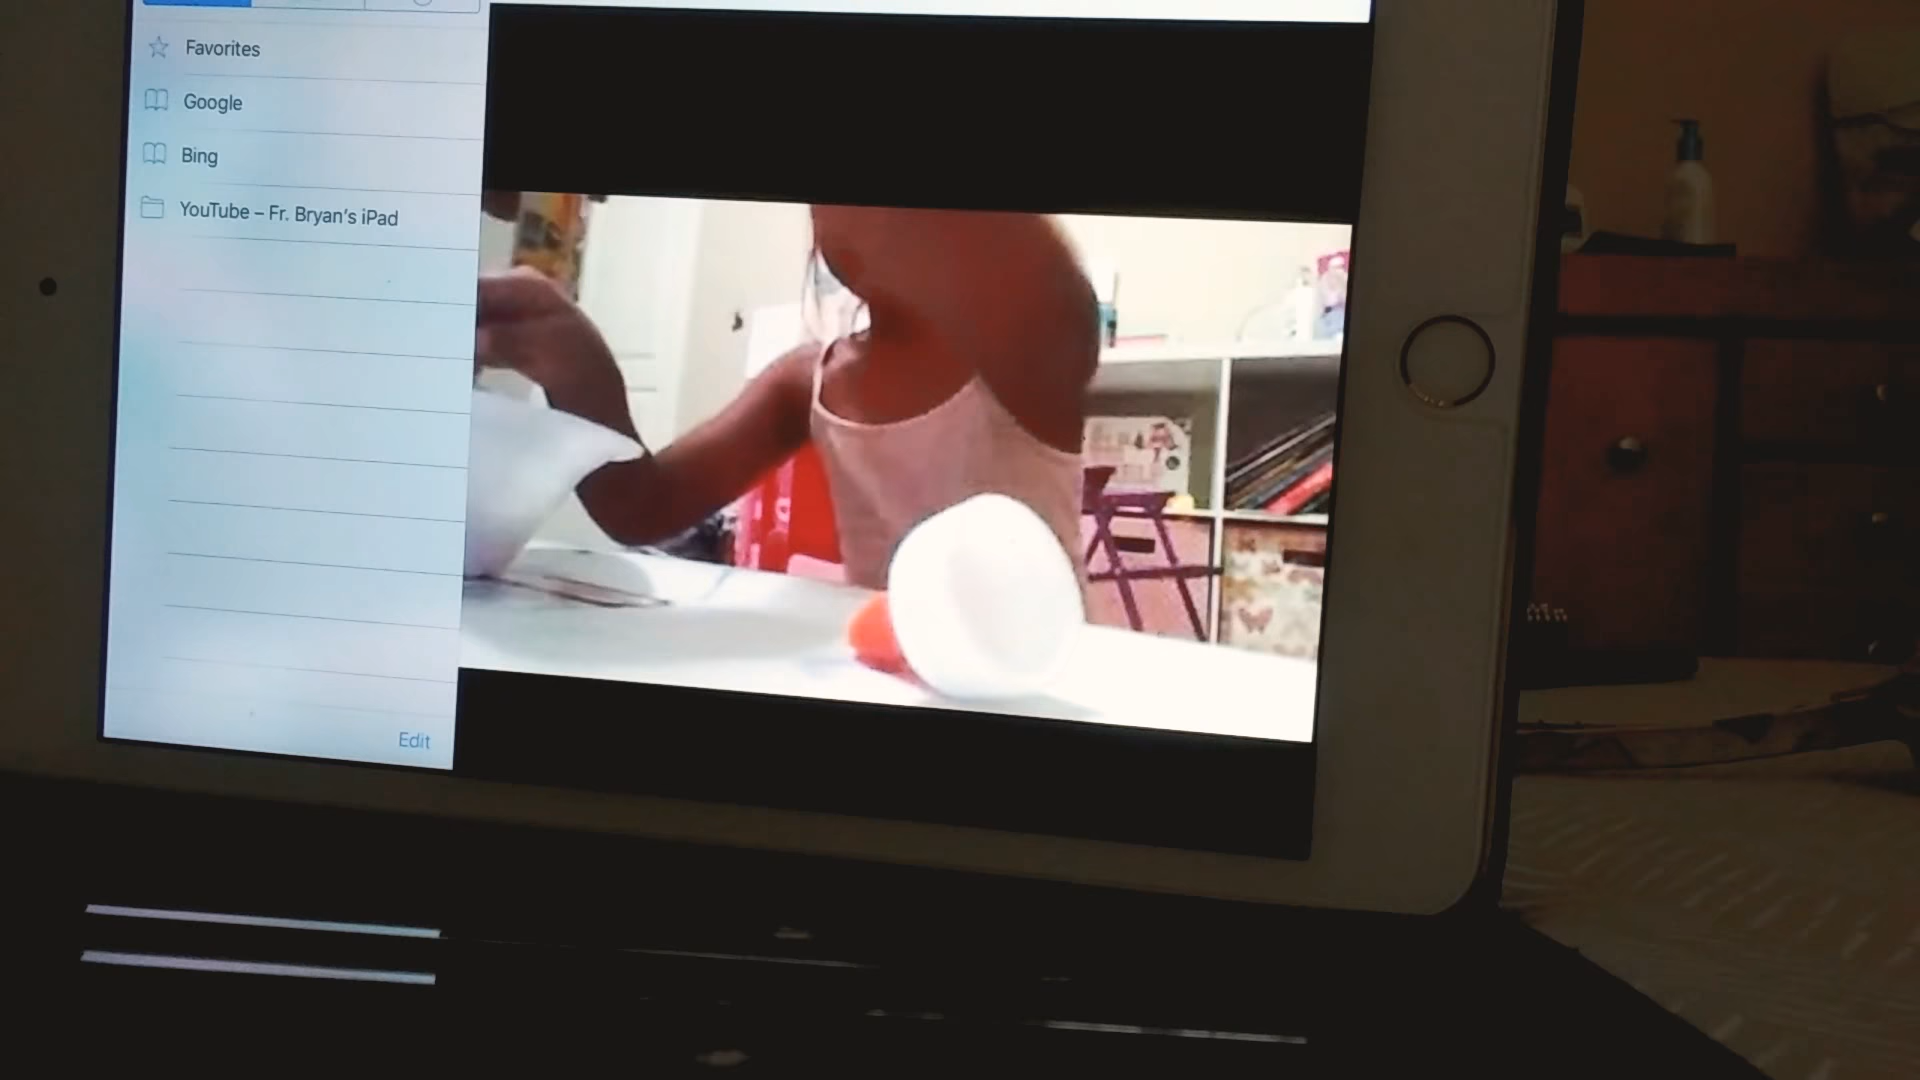 Favorites
Google
Bing
YouTube – Fr. Bryan's iPad
Edit